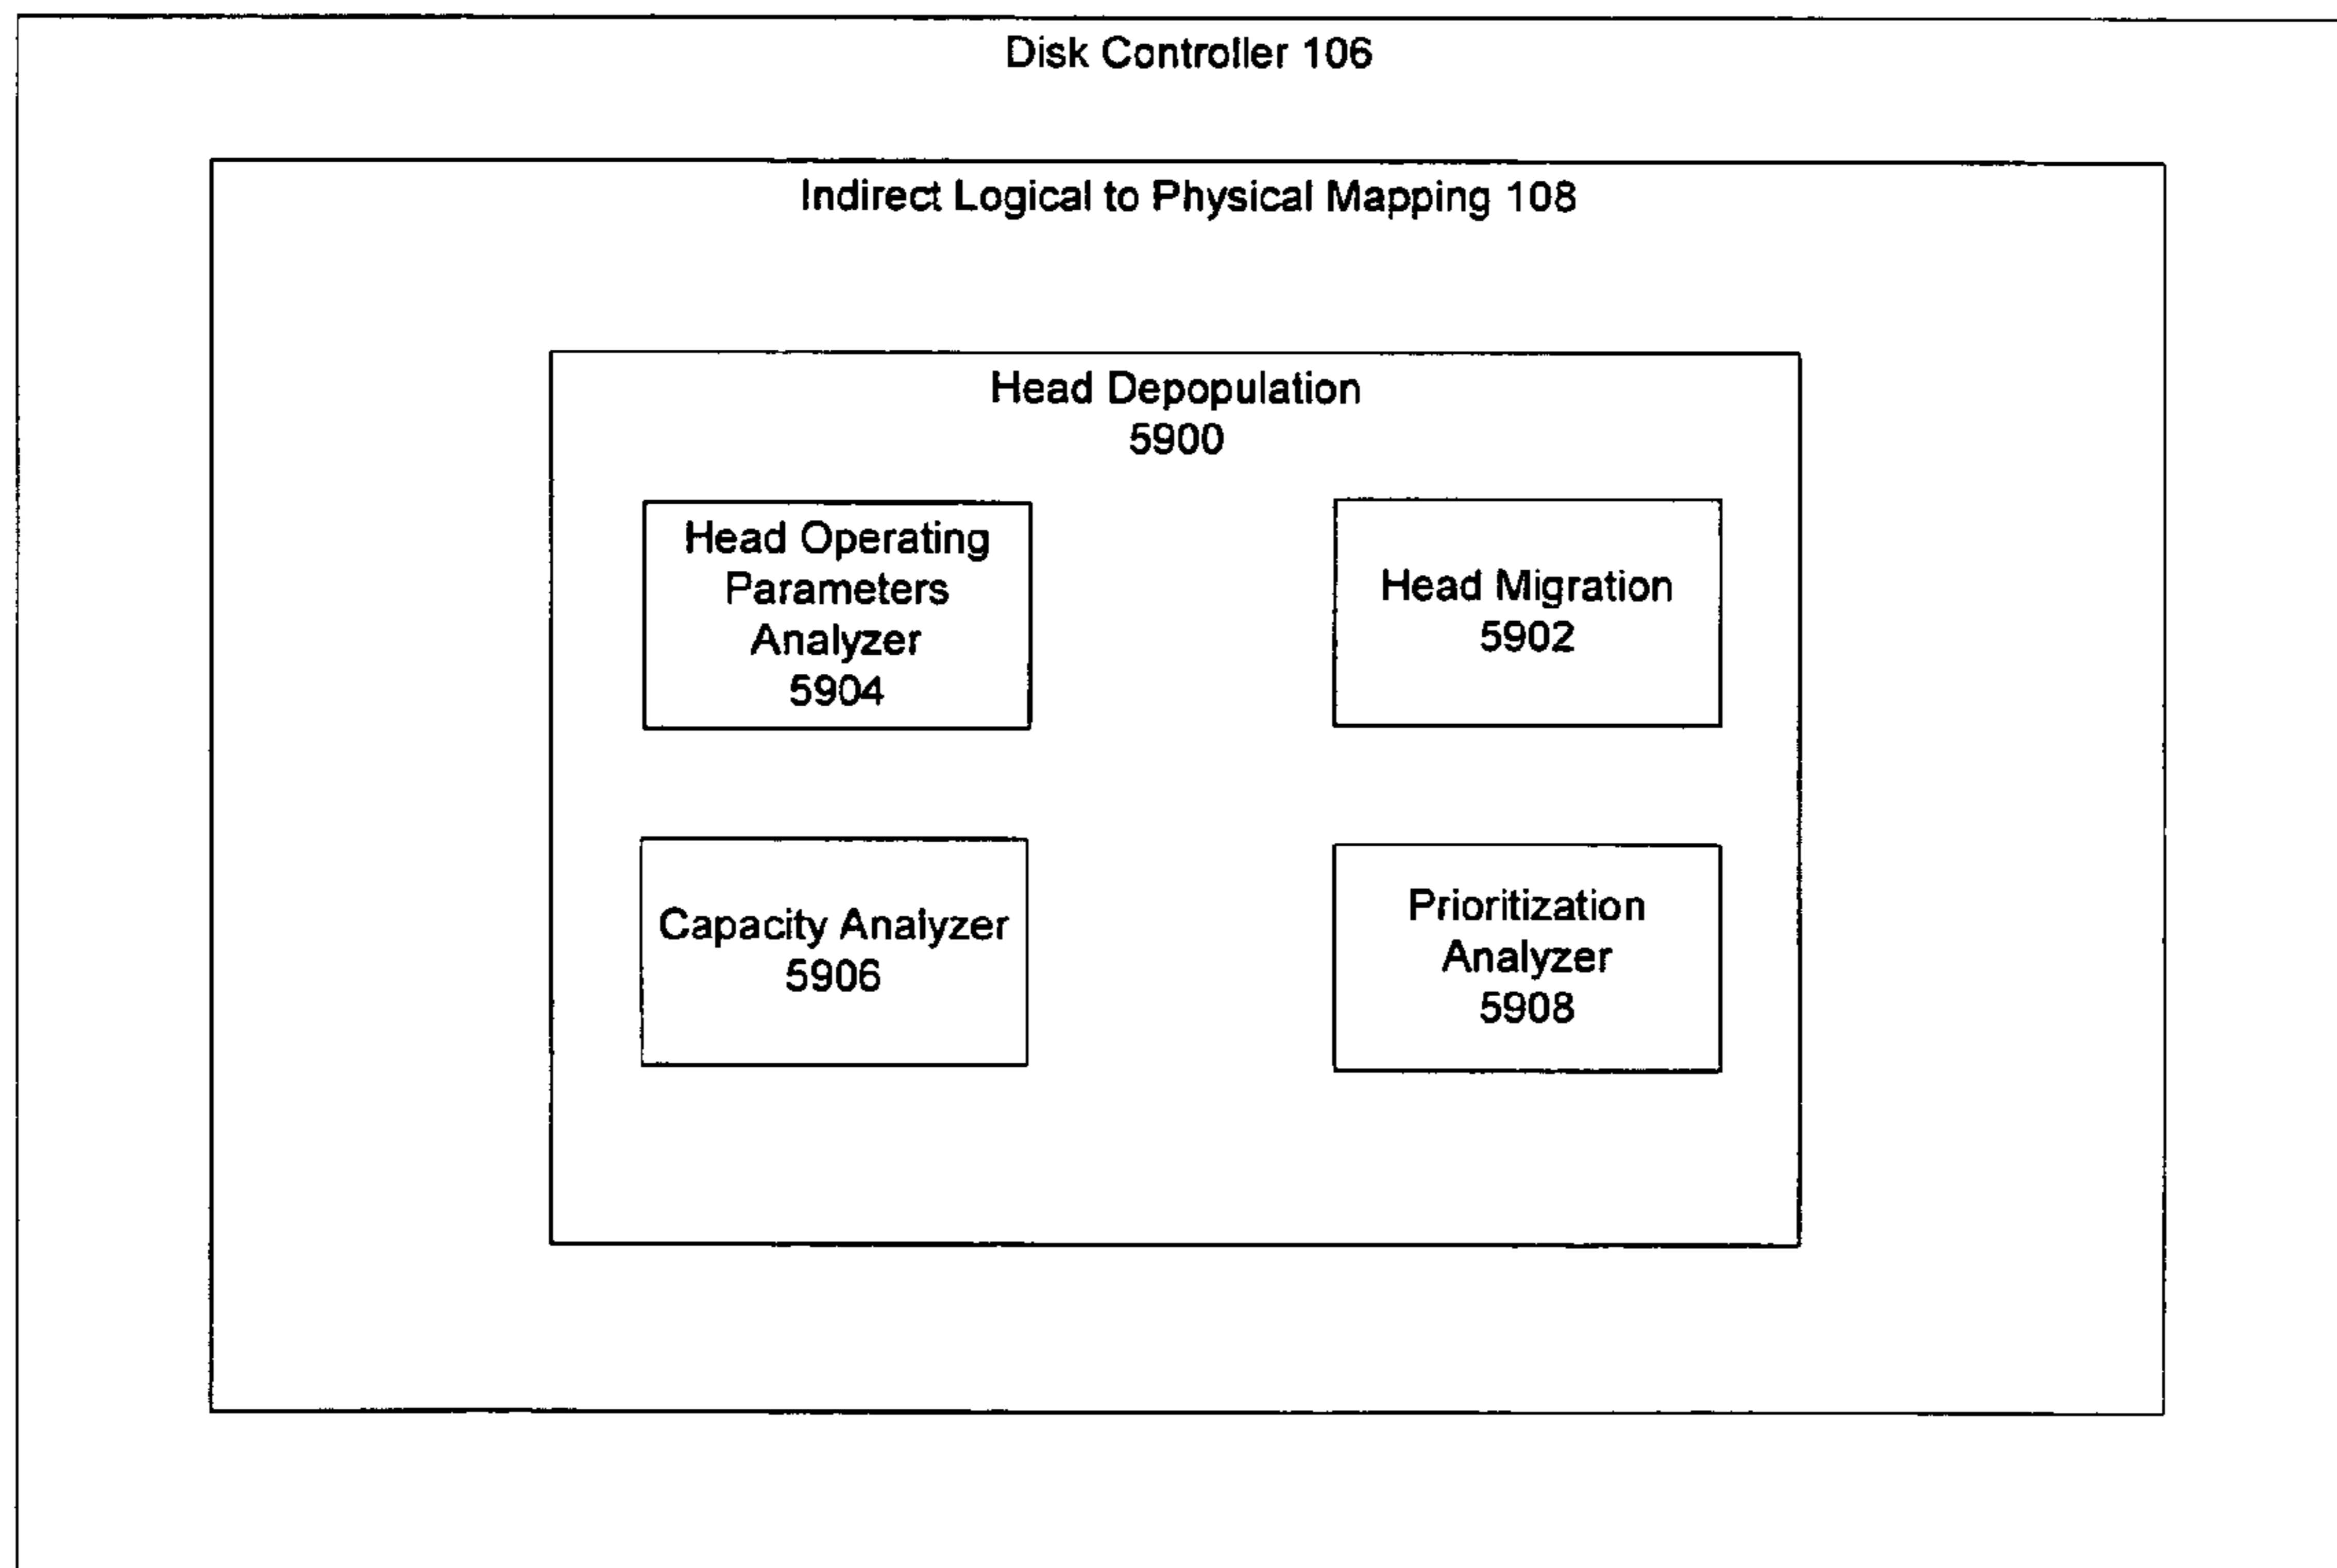 Disk Controller 106
Indirect Logical to Physical Mapping 108
Head Depopulation
5900
Head Operating
Parameters
Analyzer
5904
Head Migration
5902
Capacity Analyzer
5906
Prioritization
Analyzer
5908